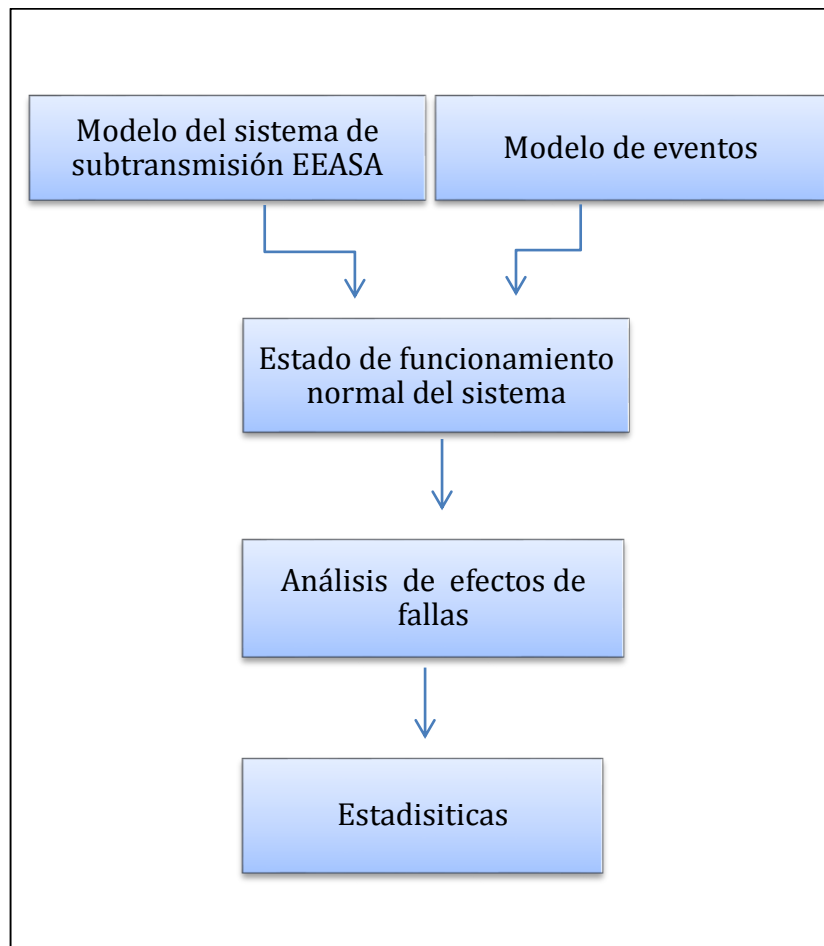 Modelo del sistema de
subtransmisión EEASA
Modelo de eventos
Estado de funcionamiento
normal del sistema
Análisis de efectos de
fallas
Estadisiticas